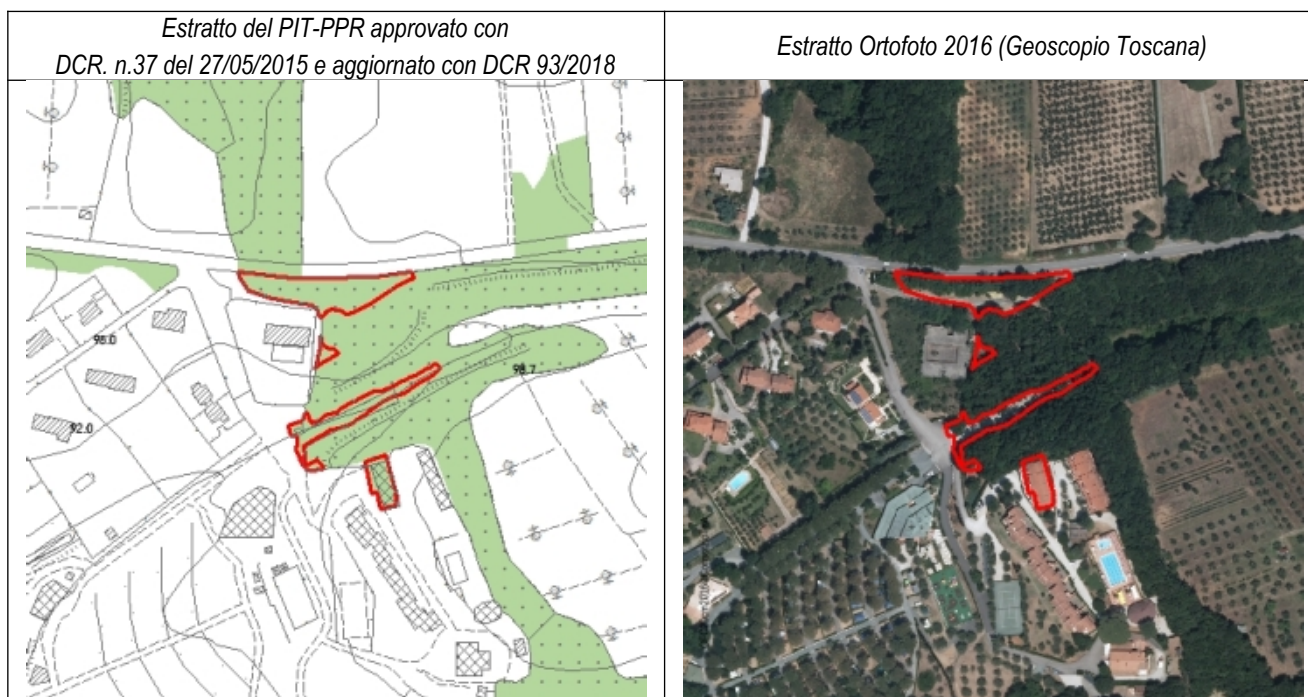 Estratto del PIT-PPR approvato con
DCR. n.37 del 27/05/2015 e aggiornato con DCR 93/2018
Estratto Ortofoto 2016 (Geoscopio Toscana)
95.0
98.7
92.0